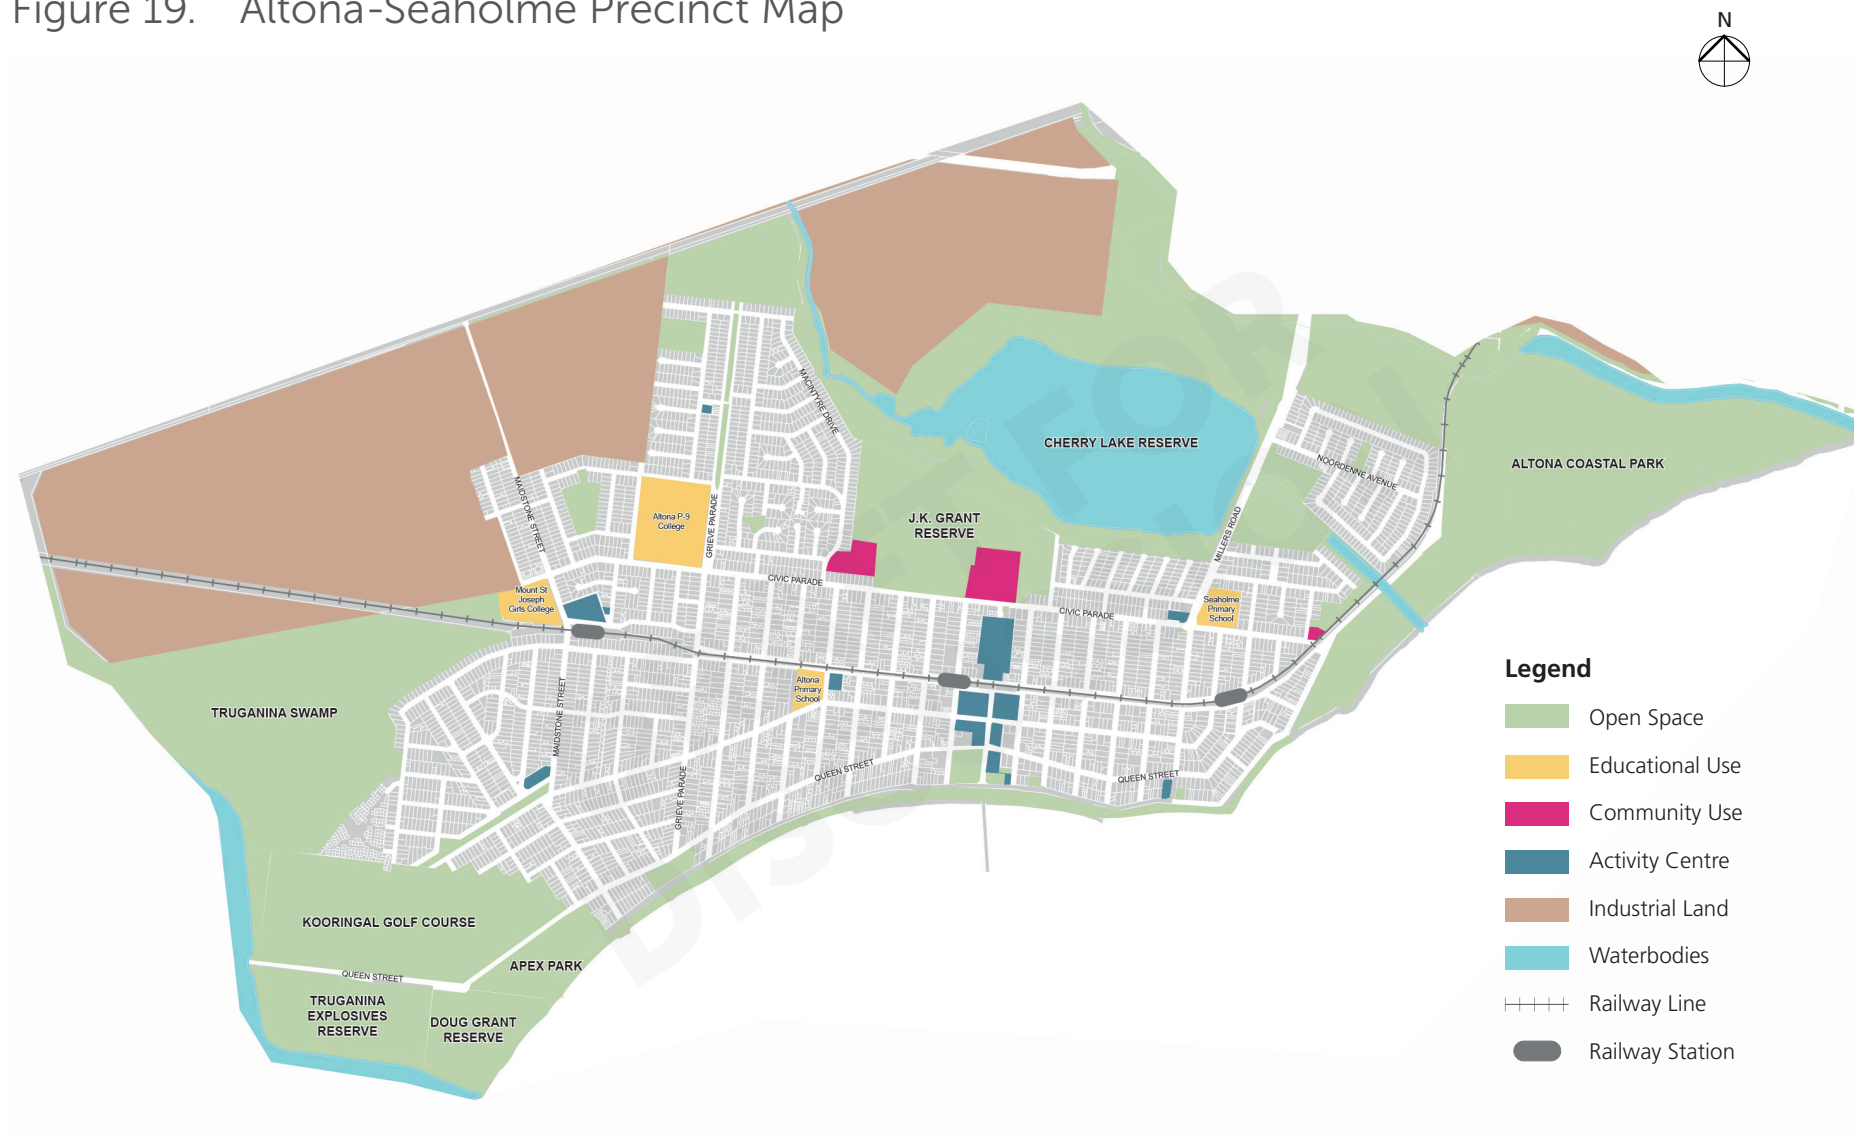 Figure 19. Altona-Seaholme Precinct Map
N
MACINTYRE DRIVE
CHERRY LAKE RESERVE
NOORDENNE AVENUE
ALTONA COASTAL PARK
MAIDSTONE STREET
Altona P-9
College
GRIEVE PARADE
J.K. GRANT
RESERVE
MILLERS ROAD
CIVIC PARADE
Mount St
Joseph
Girls College
CIVIC PARADE
Seaholme
Primary
School
Altona
Primary
School
TRUGANINA SWAMP
MAIDSTONE STREET
GRIEVE PARADE
QUEEN STREET
QUEEN STREET
KOORINGAL GOLF COURSE
APEX PARK
QUEEN STREET
TRUGANINA
EXPLOSIVES
RESERVE
DOUG GRANT
RESERVE
Legend
Open Space
Educational Use
Community Use
Activity Centre
Industrial Land
Waterbodies
Railway Line
Railway Station